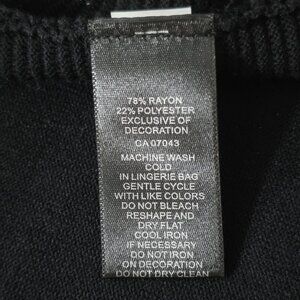 78% RAYON
22% POLYESTER
EXCLUSIVE OF
DECORATION
CA 07043
MACHINE WASH
COLD
IN LINGERIE BAG
GENTLE CYCLE
WITH LIKE COLORS
DO NOT BLEACH
RESHAPE AND
DRY FLAT
COOL IRON
IF NECESSARY
DO NOT IRON
ON DECORATION
DO NOT DRY CLEAN